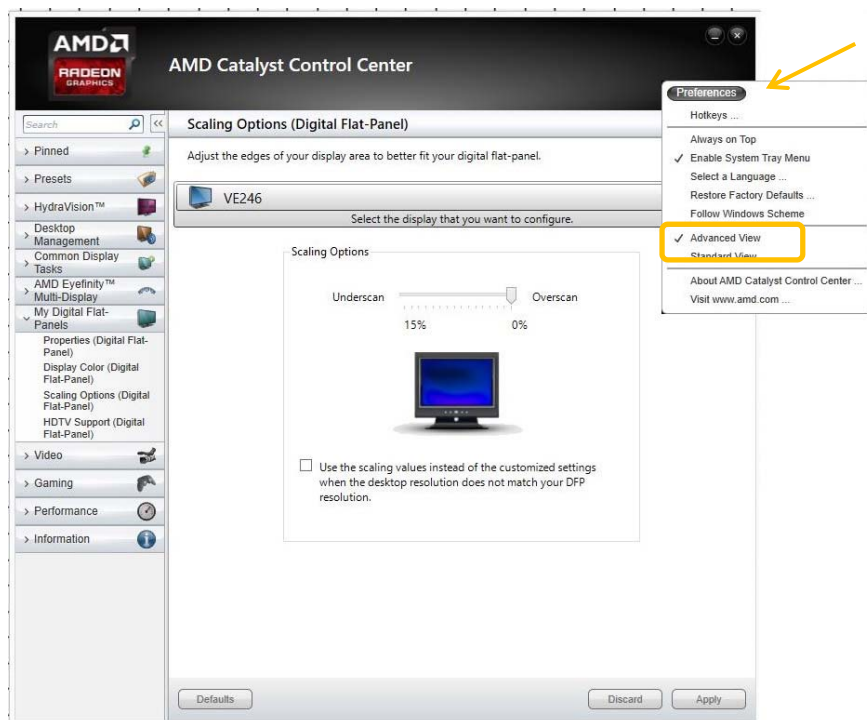 AMD
RADEON
GRAPHICS
AMD Catalyst Control Center
Search
Pinned
Presets
HydraVision™
Desktop
Management
Common Display
Tasks
AMD Eyefinity™
Multi-Display
My Digital Flat-
Panels
Properties (Digital Flat-
Panel)
Display Color (Digital
Flat-Panel)
Scaling Options (Digital
Flat-Panel)
HDTV Support (Digital
Flat-Panel)
Video
Gaming
Performance
Information
Scaling Options (Digital Flat-Panel)
Adjust the edges of your display area to better fit your digital flat-panel.
VE246
Select the display that you want to configure.
Scaling Options
Underscan
Overscan
15% 0%
Use the scaling values instead of the customized settings
when the desktop resolution does not match your DFP
resolution.
Defaults
Discard
Apply
Preferences
Hotkeys ...
Always on Top
Enable System Tray Menu
Select a Language ...
Restore Factory Defaults ...
Follow Windows Scheme
Advanced View
Standard View
About AMD Catalyst Control Center ...
Visit www.amd.com ...